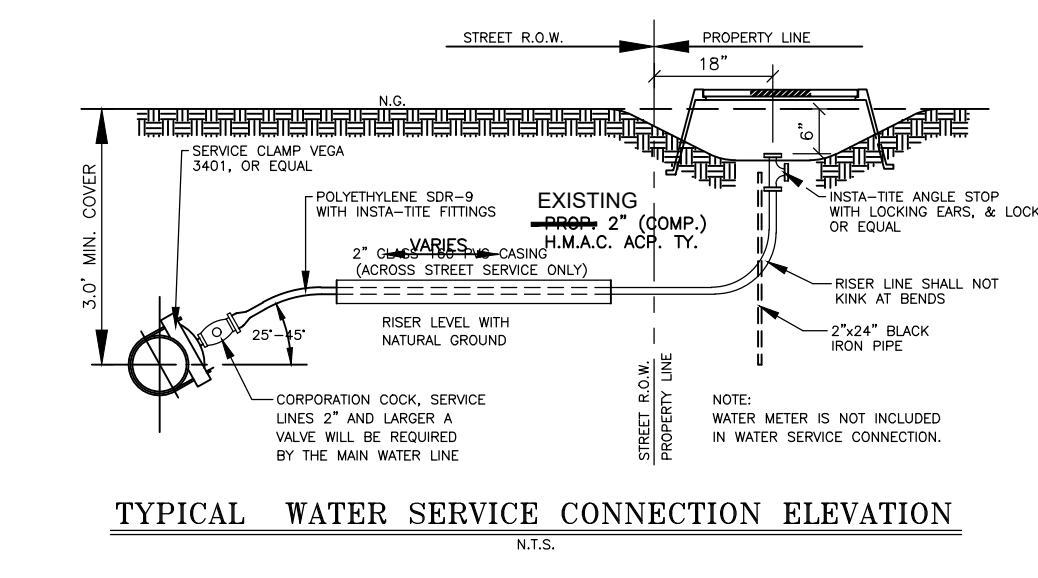 STREET R.O.W.
PROPERTY LINE
18"
N.G.
6"
SERVICE CLAMP VEGA
3401, OR EQUAL
3.0' MIN. COVER
POLYETHYLENE SDR-9
WITH INSTA-TITE FITTINGS
EXISTING
PROP. 2" (COMP.)
H.M.A.C. ACP. TY.
VARIES
2" CLASS 160 PVC CASING
(ACROSS STREET SERVICE ONLY)
INSTA-TITE ANGLE STOP
WITH LOCKING EARS, & LOCK
OR EQUAL
RISER LINE SHALL NOT
KINK AT BENDS
RISER LEVEL WITH
NATURAL GROUND
25°-45°
2"x24" BLACK
IRON PIPE
STREET R.O.W.
PROPERTY LINE
CORPORATION COCK, SERVICE
LINES 2" AND LARGER A
VALVE WILL BE REQUIRED
BY THE MAIN WATER LINE
NOTE:
WATER METER IS NOT INCLUDED
IN WATER SERVICE CONNECTION.
TYPICAL WATER SERVICE CONNECTION ELEVATION
N.T.S.